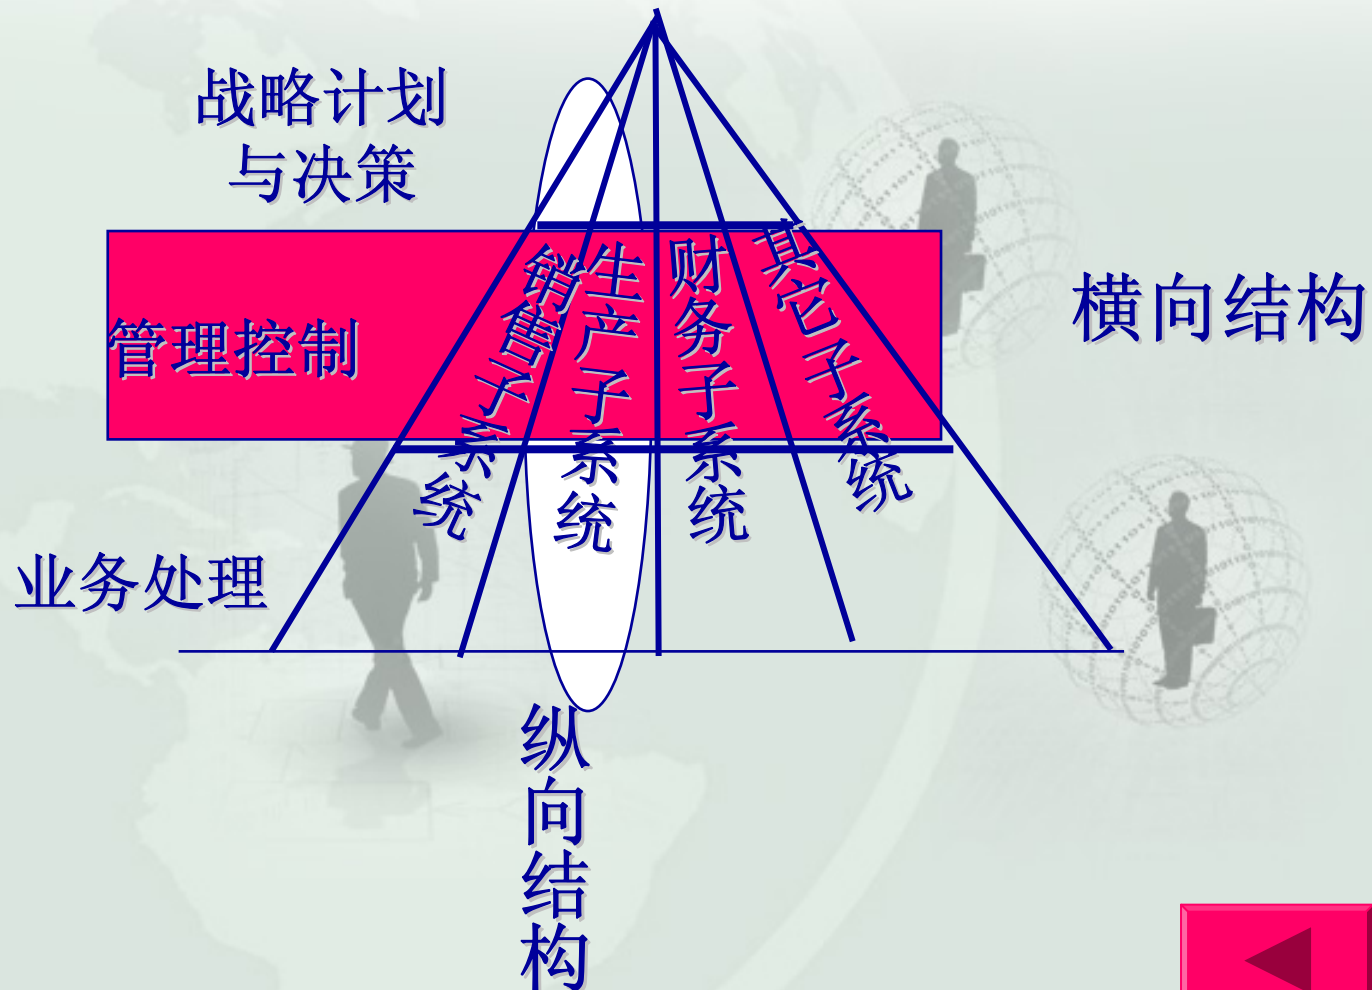 战略计划
与决策
管理控制
业务处理
销售子系统
生产子系统
财务子系统
其它子系统
横向结构
纵向结构